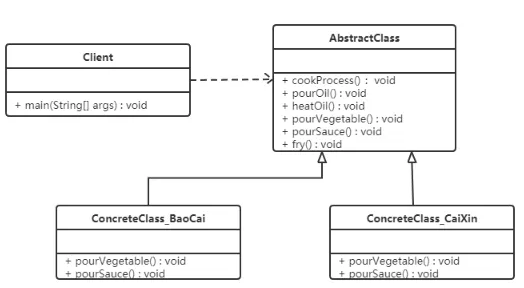 AbstractClass
+ cookProcess() : void
+ pourOil() : void
+ heatOil() : void
+ pourVegetable() : void
+ pourSauce() : void
+ fry() : void
Client
+ main(String[] args) : void
ConcreteClass_BaoCai
+ pourVegetable() : void
+ pourSauce() : void
ConcreteClass_CaiXin
+ pourVegetable() : void
+ pourSauce() : void